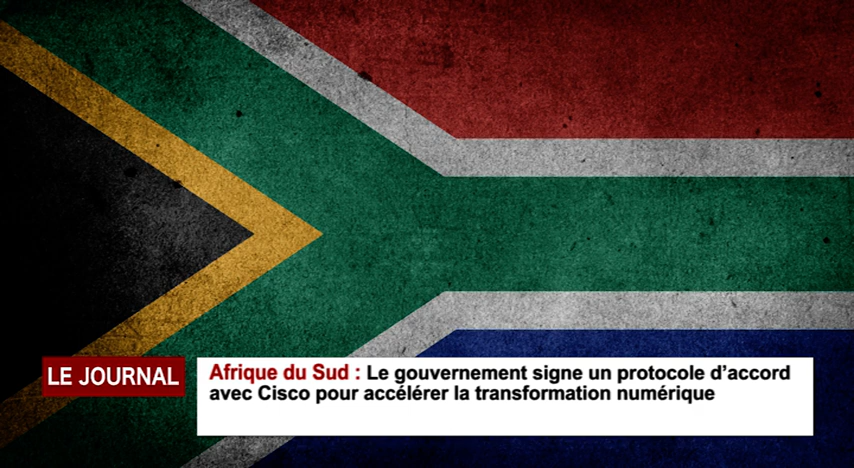 LE JOURNAL
Afrique du Sud : Le gouvernement signe un protocole d’accord
avec Cisco pour accélérer la transformation numérique